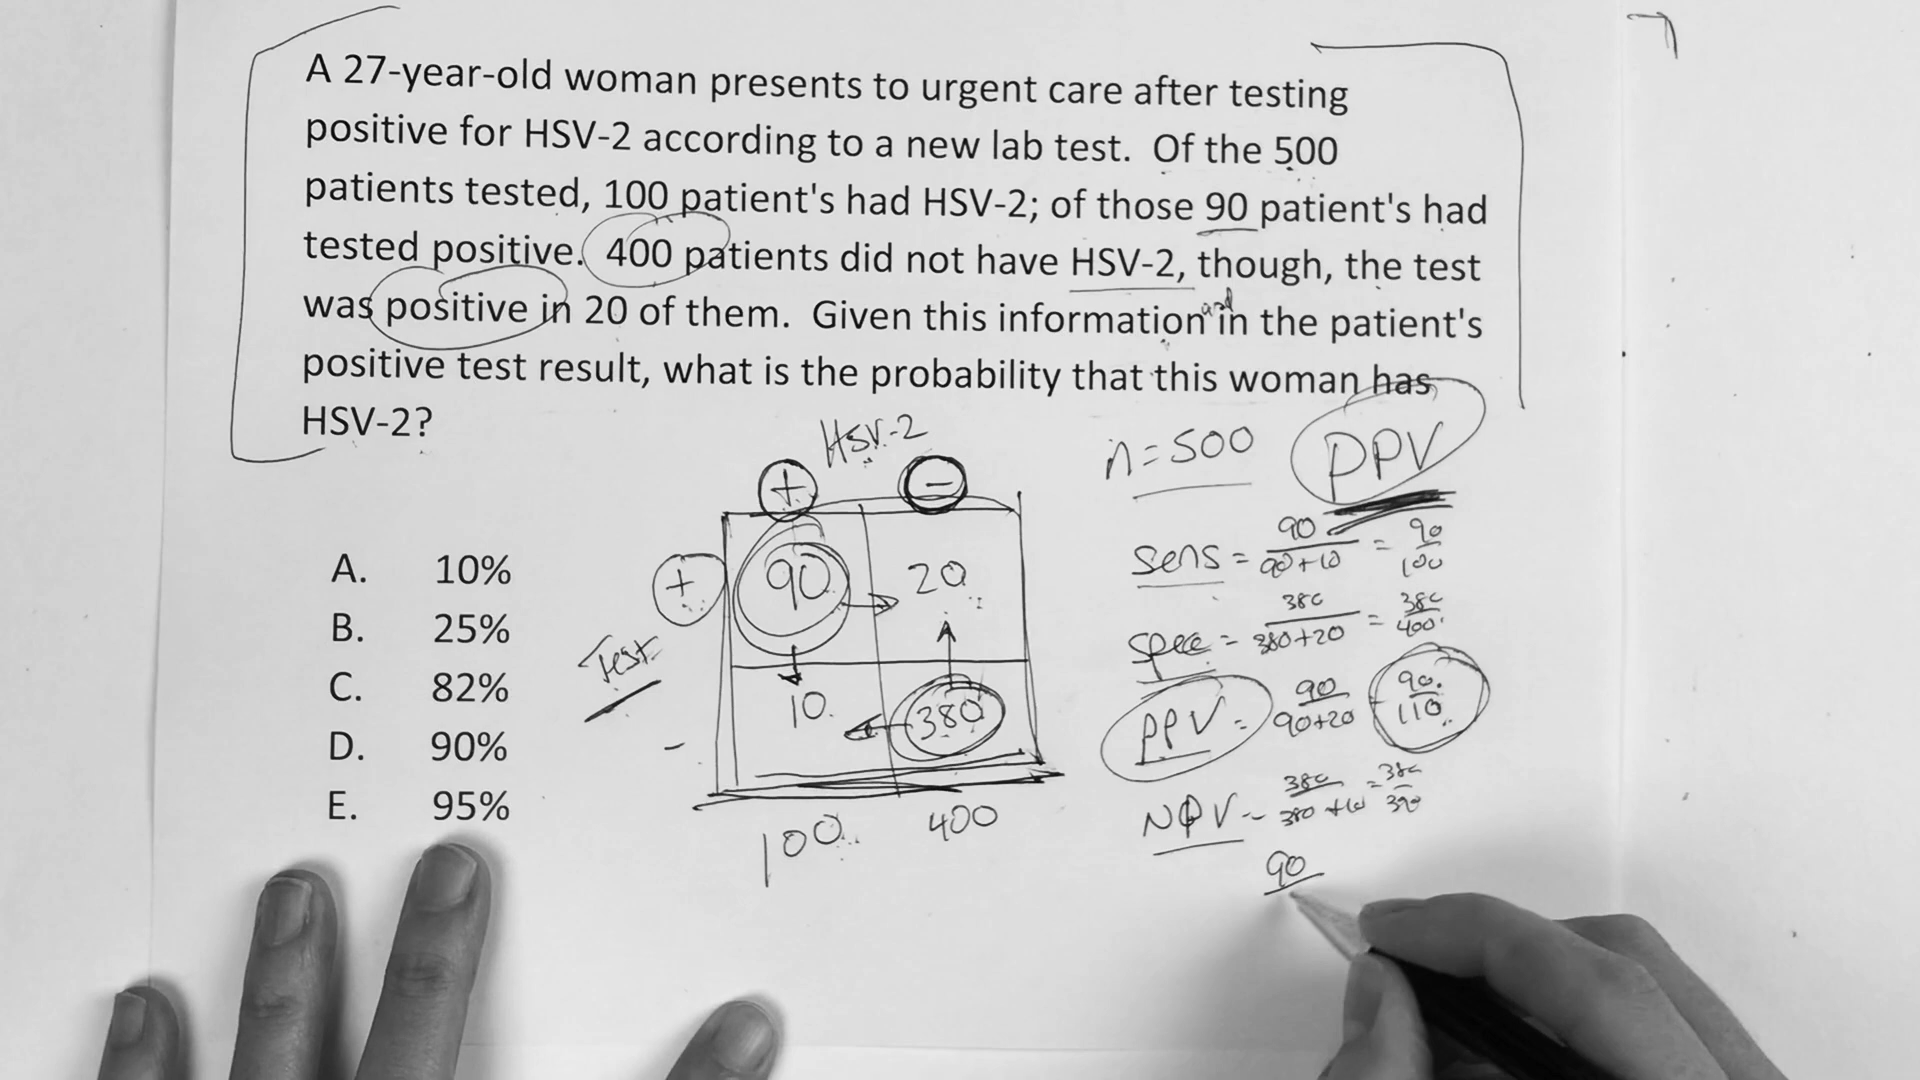 A 27-year-old woman presents to urgent care after testing
positive for HSV-2 according to a new lab test. Of the 500
patients tested, 100 patient's had HSV-2; of those 90 patient's had
tested positive. 400 patients did not have HSV-2, though, the test
was positive in 20 of them. Given this information and in the patient's
positive test result, what is the probability that this woman has
HSV-2?
A. 10%
B. 25%
C. 82%
D. 90%
E. 95%
HSV-2
+ −
+ 90 20
Test
− 10 380
100 400
n=500 PPV
sens = 90/90+10 = 90/100
spec = 380/380+20 = 380/400
PPV = 90/90+20 = 90/110
NPV = 380/380+10 = 380/390
90